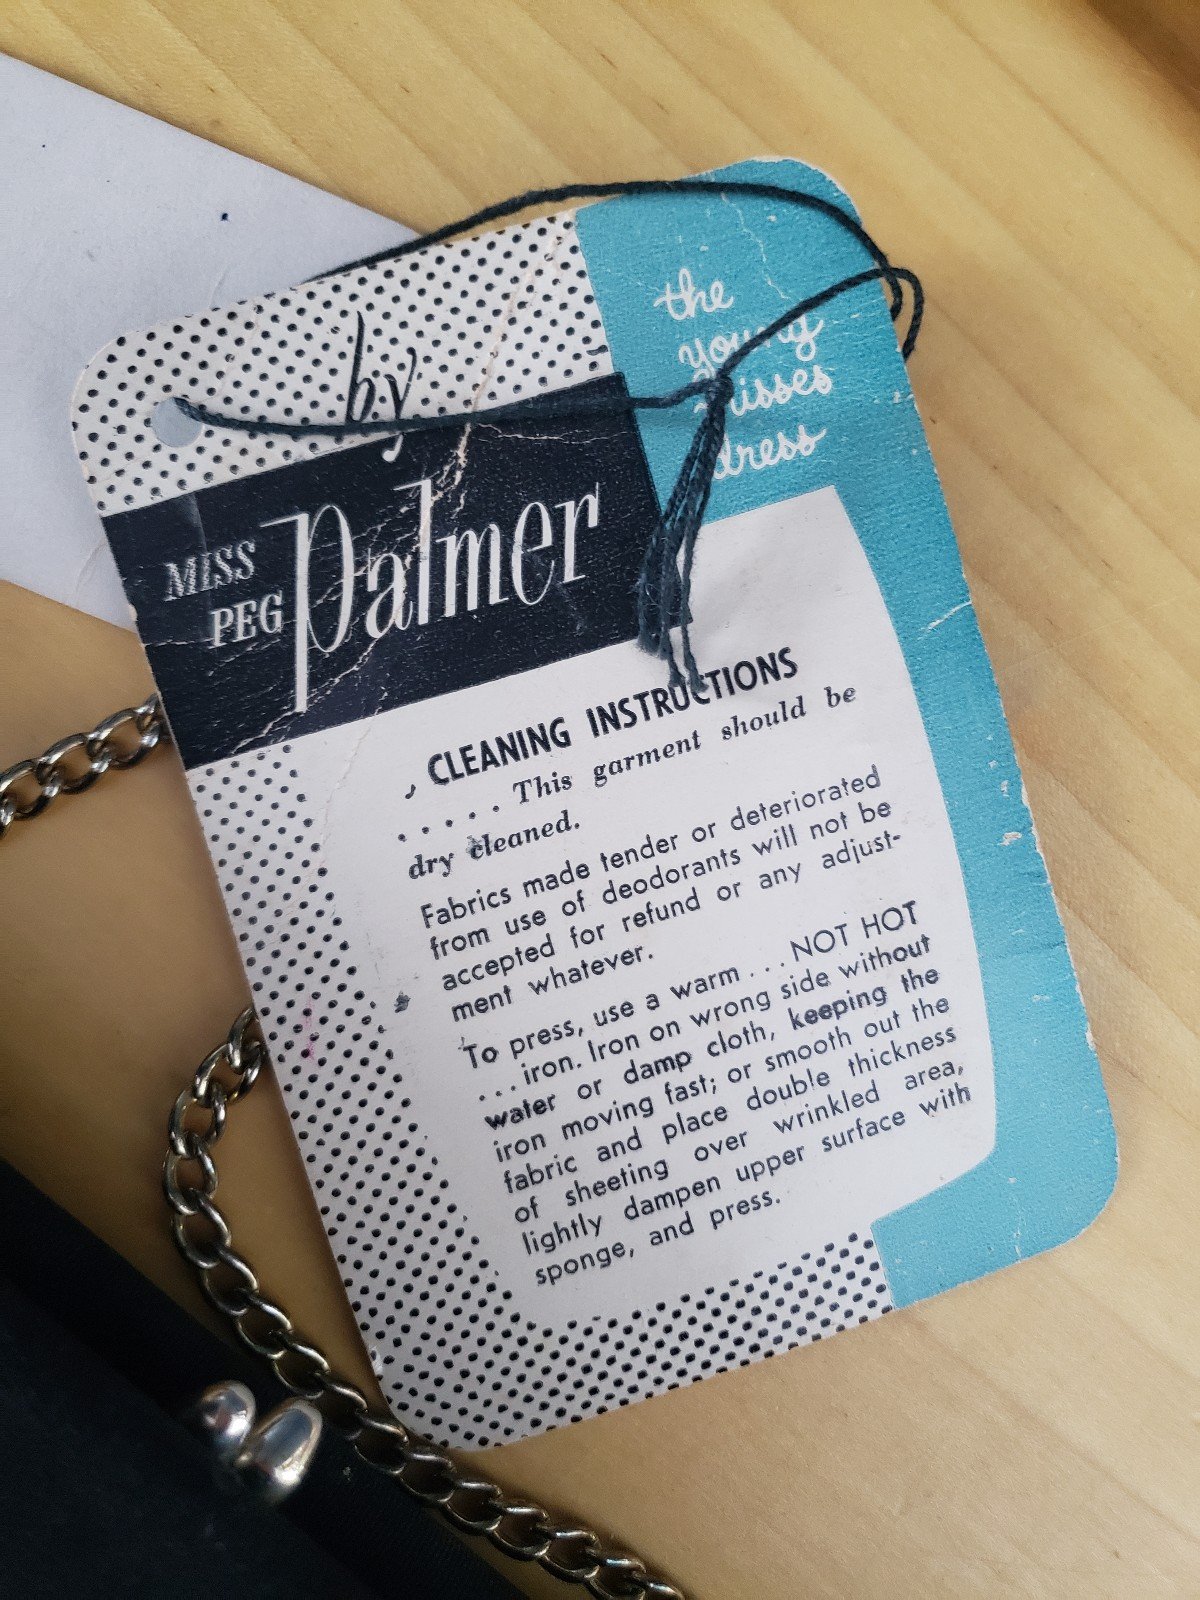 the
young
misses
dress
by
MISS
PEG
Palmer
CLEANING INSTRUCTIONS
. . . . . This garment should be
dry cleaned.
Fabrics made tender or deteriorated
from use of deodorants will not be
accepted for refund or any adjust-
ment whatever.
To press, use a warm . . . NOT HOT
. . . iron. Iron on wrong side without
water or damp cloth, keeping the
iron moving fast; or smooth out the
fabric and place double thickness
of sheeting over wrinkled area,
lightly dampen upper surface with
sponge, and press.